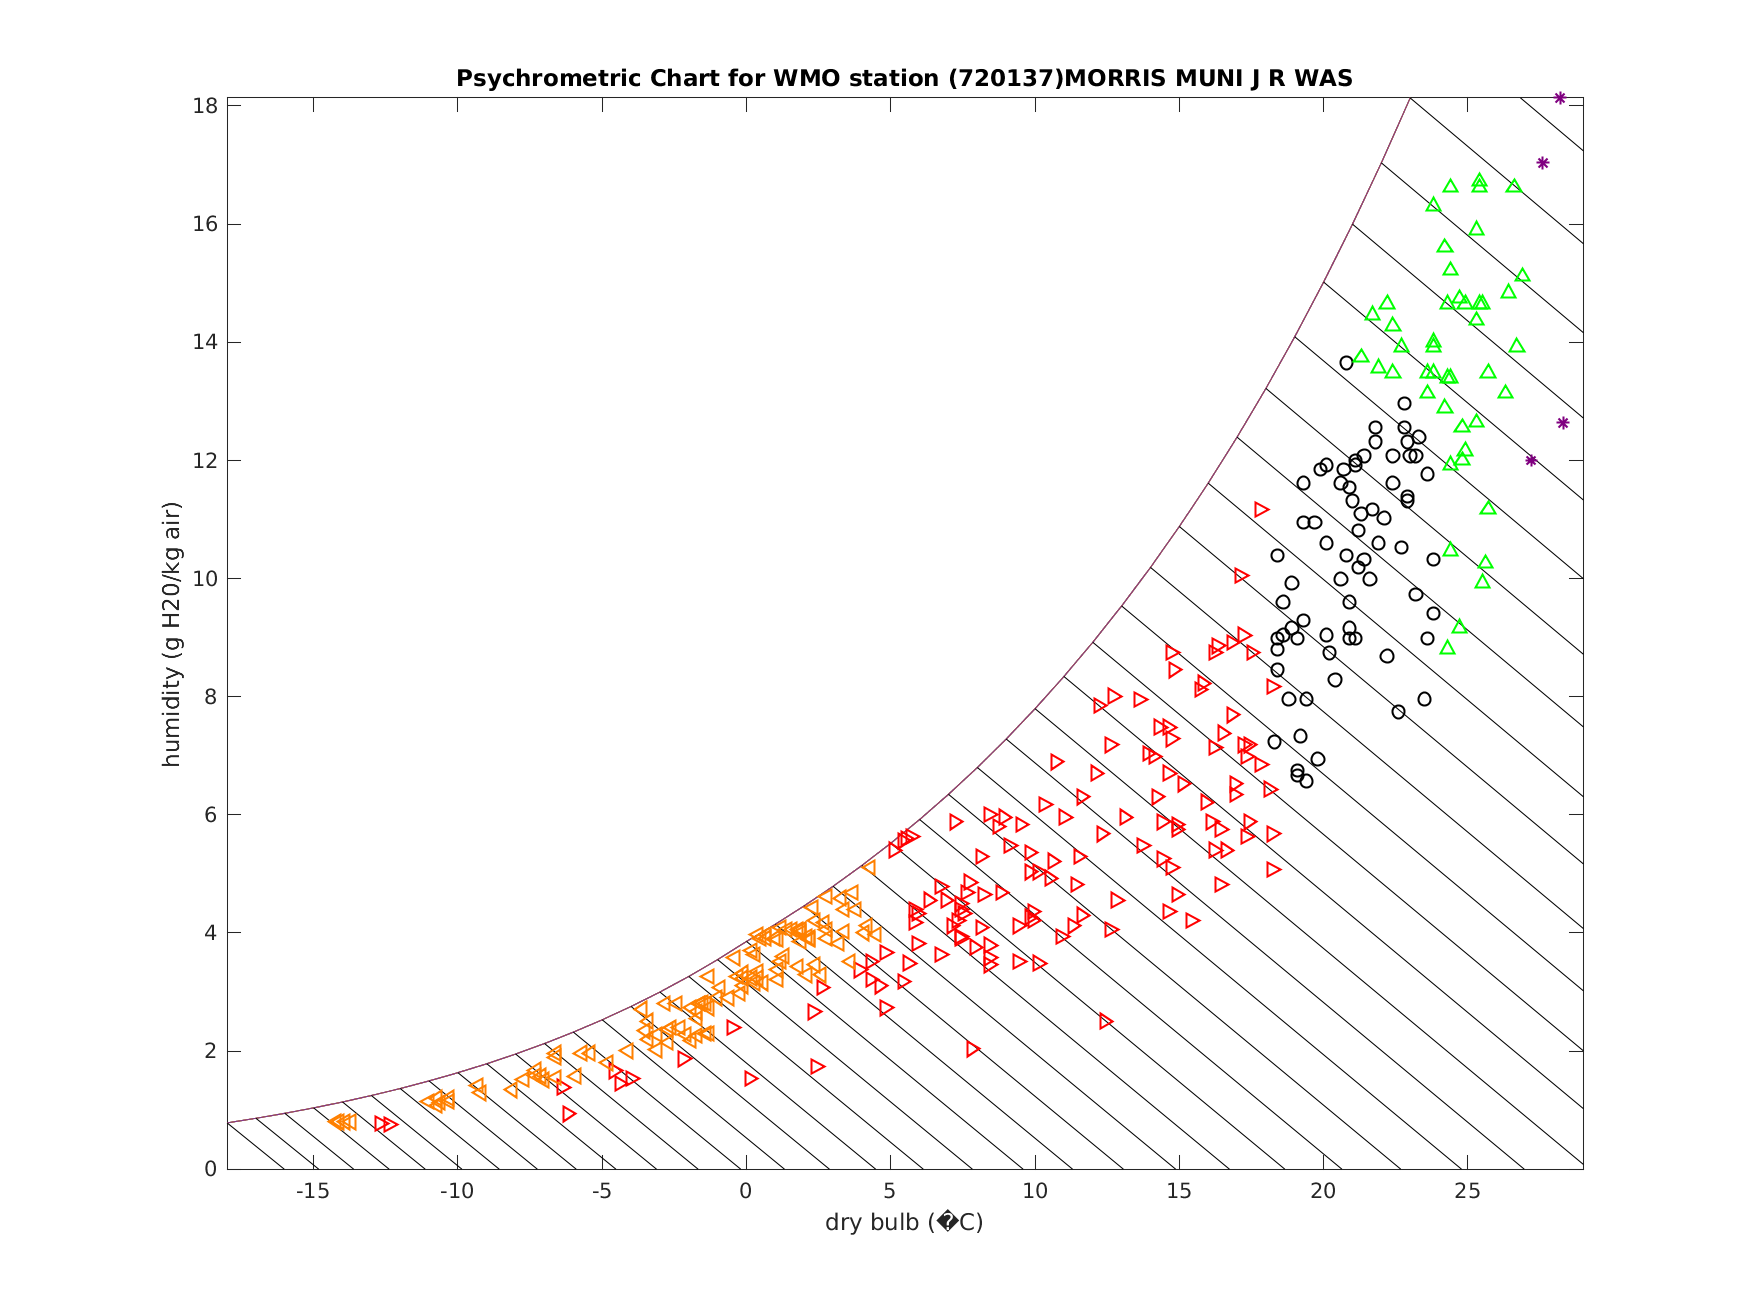 Psychrometric Chart for WMO station (720137)MORRIS MUNI J R WAS
18
16
14
12
10
8
6
4
2
0
humidity (g H20/kg air)
-15 -10 -5 0 5 10 15 20 25
dry bulb (�C)